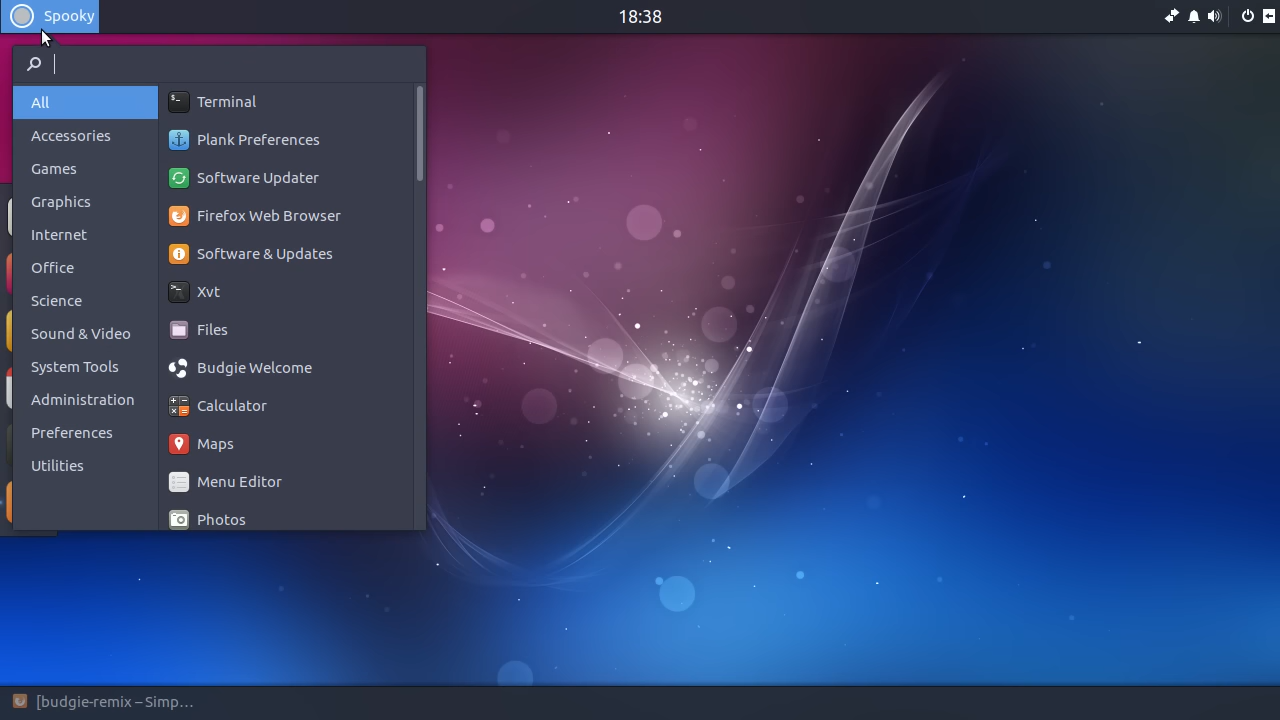 Spooky
18:38
All
Accessories
Games
Graphics
Internet
Office
Science
Sound & Video
System Tools
Administration
Preferences
Utilities
Terminal
Plank Preferences
Software Updater
Firefox Web Browser
Software & Updates
Xvt
Files
Budgie Welcome
Calculator
Maps
Menu Editor
Photos
[budgie-remix – Simp…